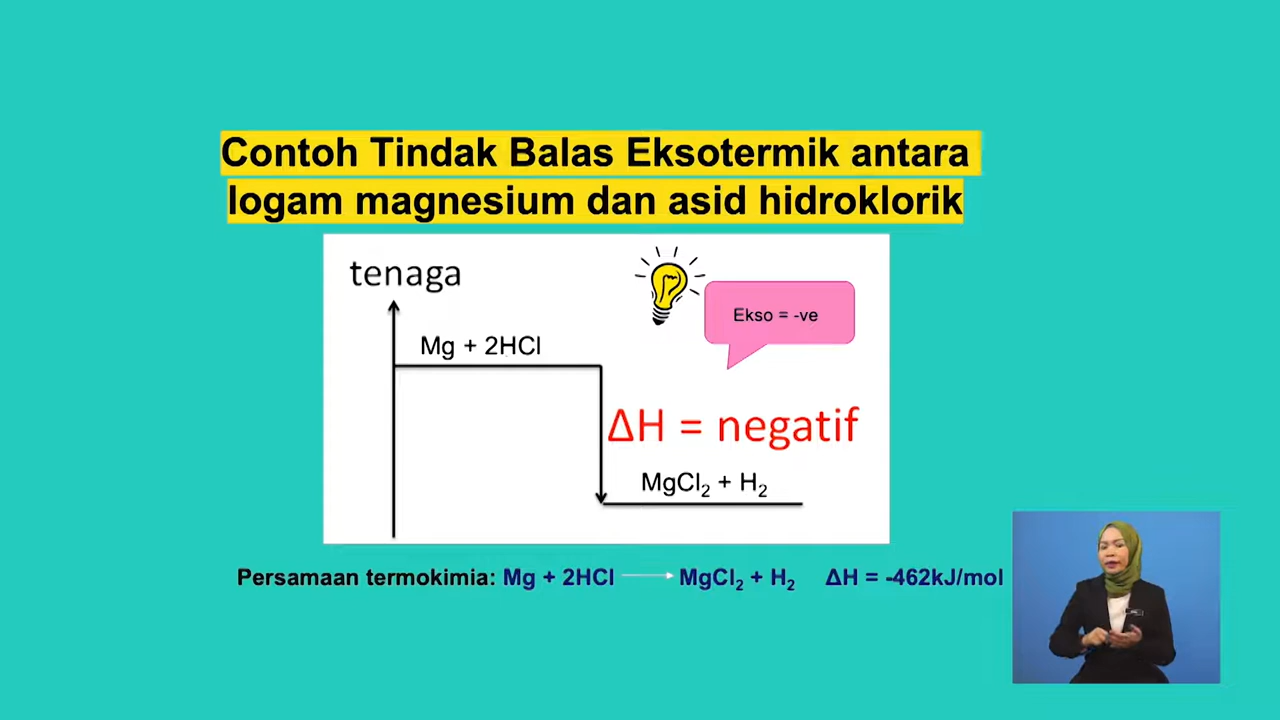 Contoh Tindak Balas Eksotermik antara
logam magnesium dan asid hidroklorik
tenaga
Ekso = -ve
Mg + 2HCl
ΔH = negatif
MgCl₂ + H₂
Persamaan termokimia: Mg + 2HCl ⟶ MgCl₂ + H₂ ΔH = -462kJ/mol